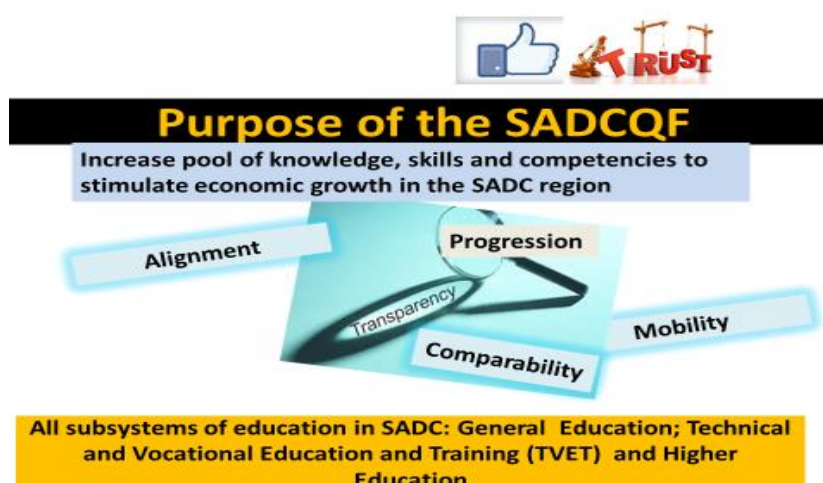 TRUST
Purpose of the SADCQF
Increase pool of knowledge, skills and competencies to
stimulate economic growth in the SADC region
Alignment
Progression
Transparency
Mobility
Comparability
All subsystems of education in SADC: General Education; Technical
and Vocational Education and Training (TVET) and Higher
Education